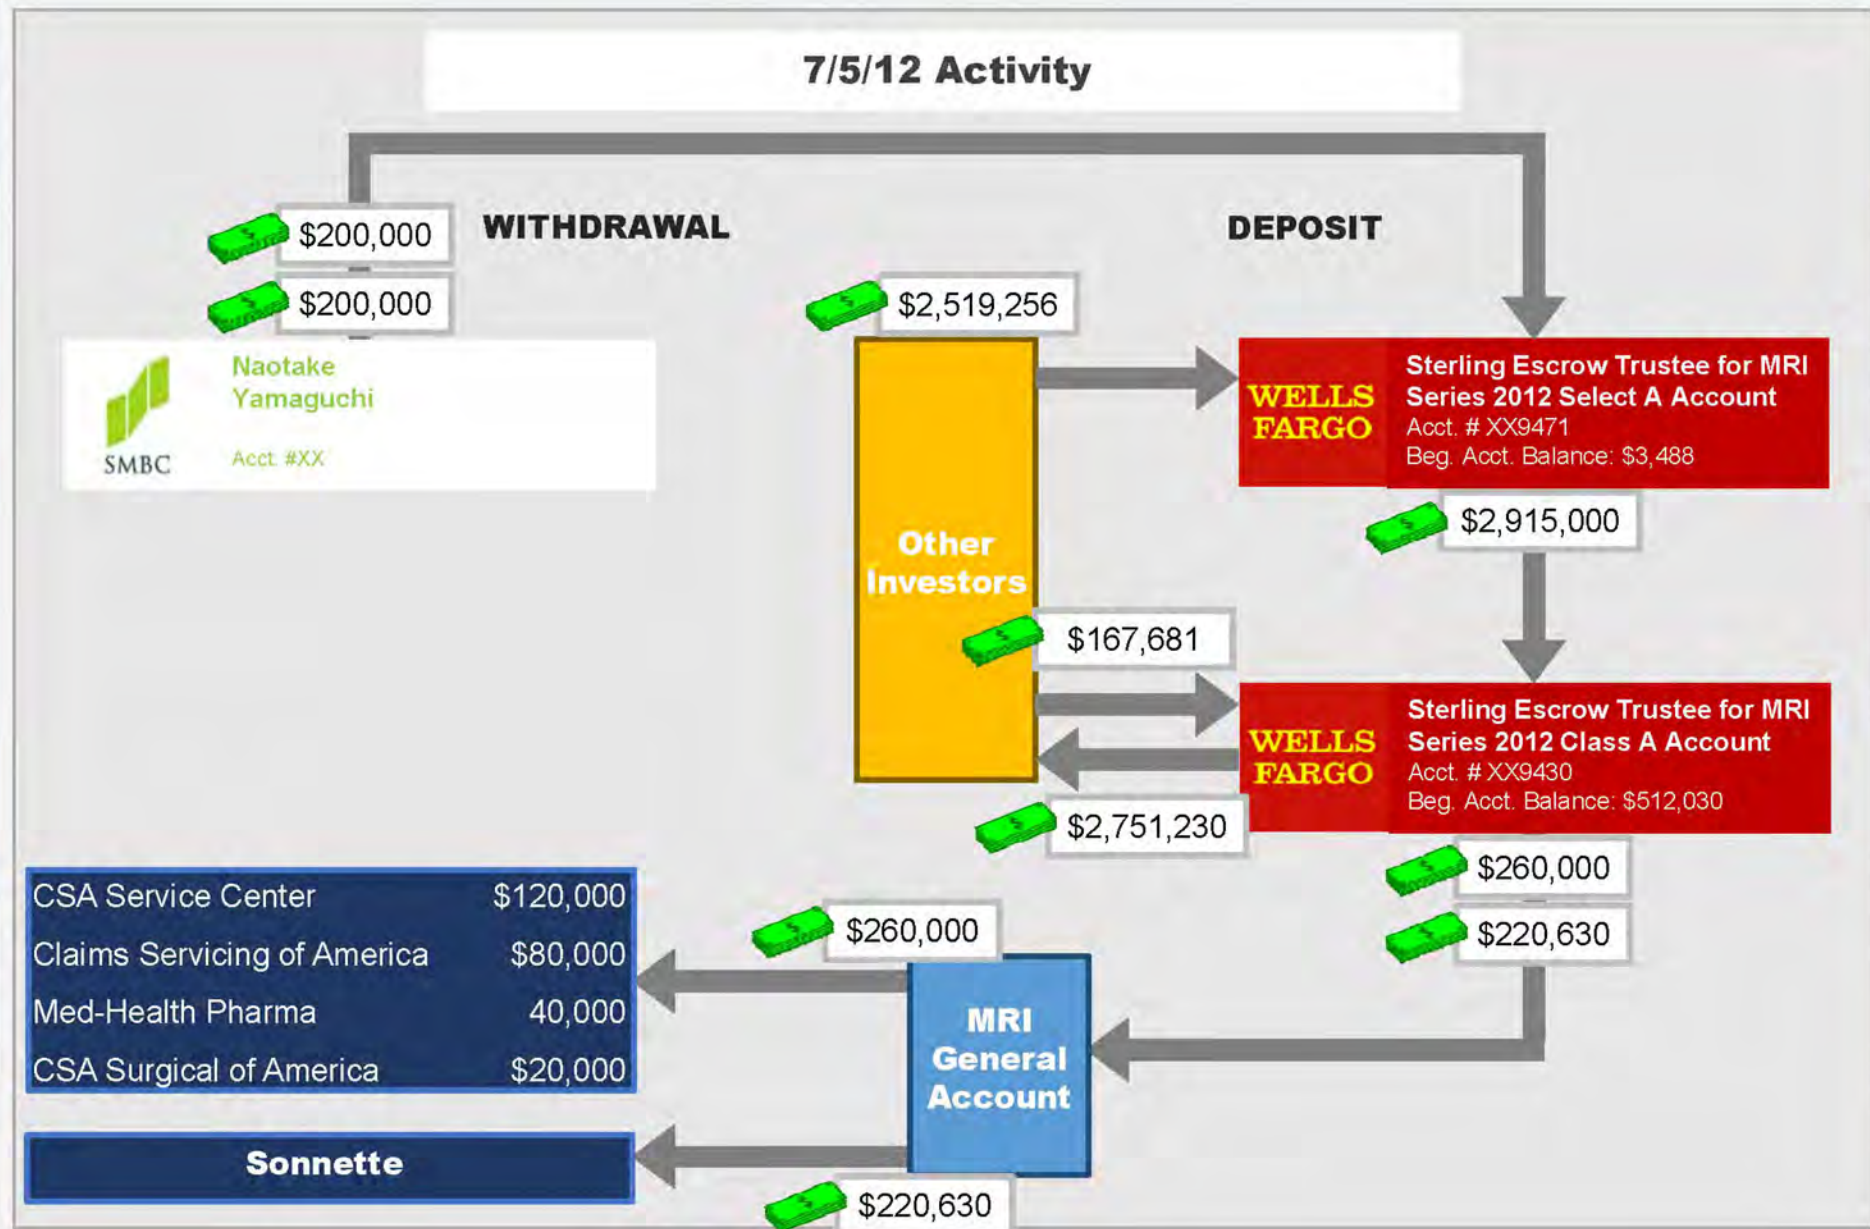 7/5/12 Activity
$200,000
WITHDRAWAL
DEPOSIT
$200,000
$2,519,256
SMBC
Naotake
Yamaguchi
Acct. #XX
WELLS
FARGO
Sterling Escrow Trustee for MRI
Series 2012 Select A Account
Acct. # XX9471
Beg. Acct. Balance: $3,488
$2,915,000
Other
Investors
$167,681
WELLS
FARGO
Sterling Escrow Trustee for MRI
Series 2012 Class A Account
Acct. # XX9430
Beg. Acct. Balance: $512,030
$2,751,230
$260,000
$220,630
CSA Service Center $120,000
Claims Servicing of America $80,000
Med-Health Pharma 40,000
CSA Surgical of America $20,000
$260,000
MRI
General
Account
Sonnette
$220,630